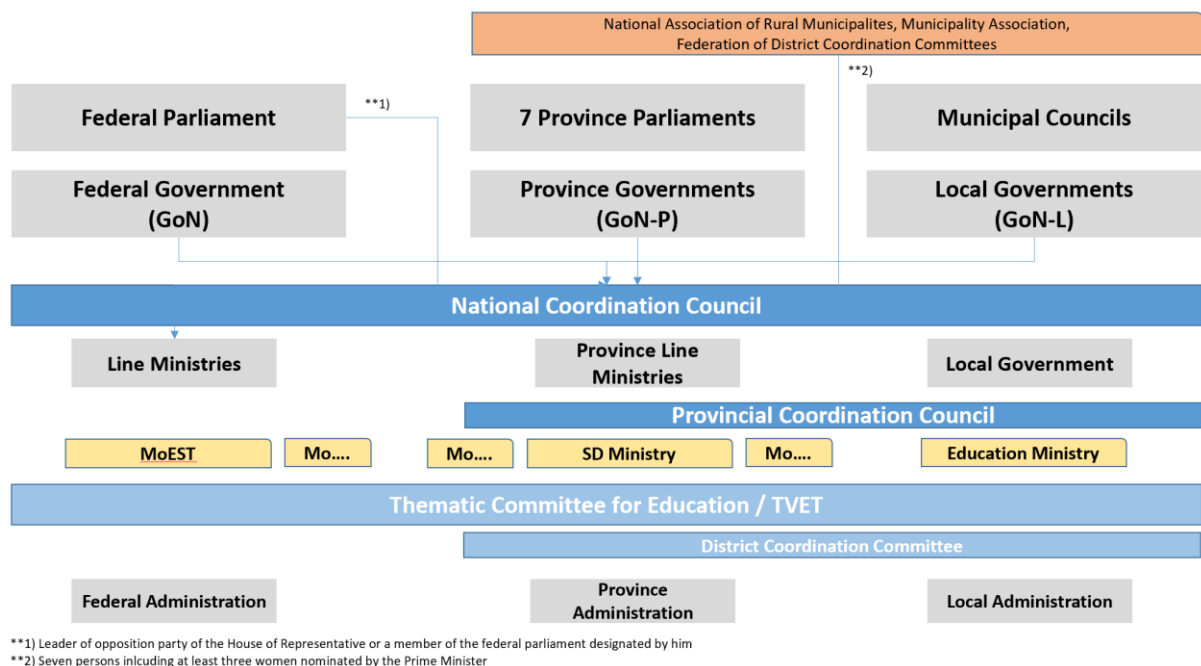 National Association of Rural Municipalites, Municipality Association,
Federation of District Coordination Committees
**1)
**2)
Federal Parliament
7 Province Parliaments
Municipal Councils
Federal Government
(GoN)
Province Governments
(GoN-P)
Local Governments
(GoN-L)
National Coordination Council
Line Ministries
Province Line
Ministries
Local Government
Provincial Coordination Council
MoEST
Mo....
Mo....
SD Ministry
Mo....
Education Ministry
Thematic Committee for Education / TVET
District Coordination Committee
Federal Administration
Province
Administration
Local Administration
**1) Leader of opposition party of the House of Representative or a member of the federal parliament designated by him
**2) Seven persons inlcuding at least three women nominated by the Prime Minister